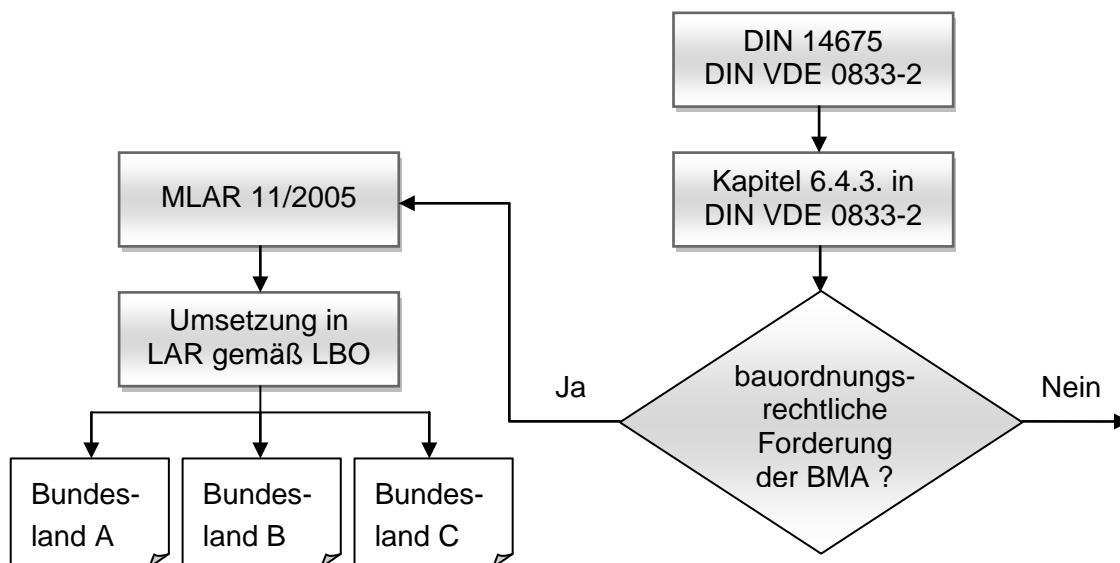 DIN 14675
DIN VDE 0833-2
Kapitel 6.4.3. in
DIN VDE 0833-2
bauordnungs-
rechtliche
Forderung
der BMA ?
Ja
Nein
MLAR 11/2005
Umsetzung in
LAR gemäß LBO
Bundes-
land A
Bundes-
land B
Bundes-
land C